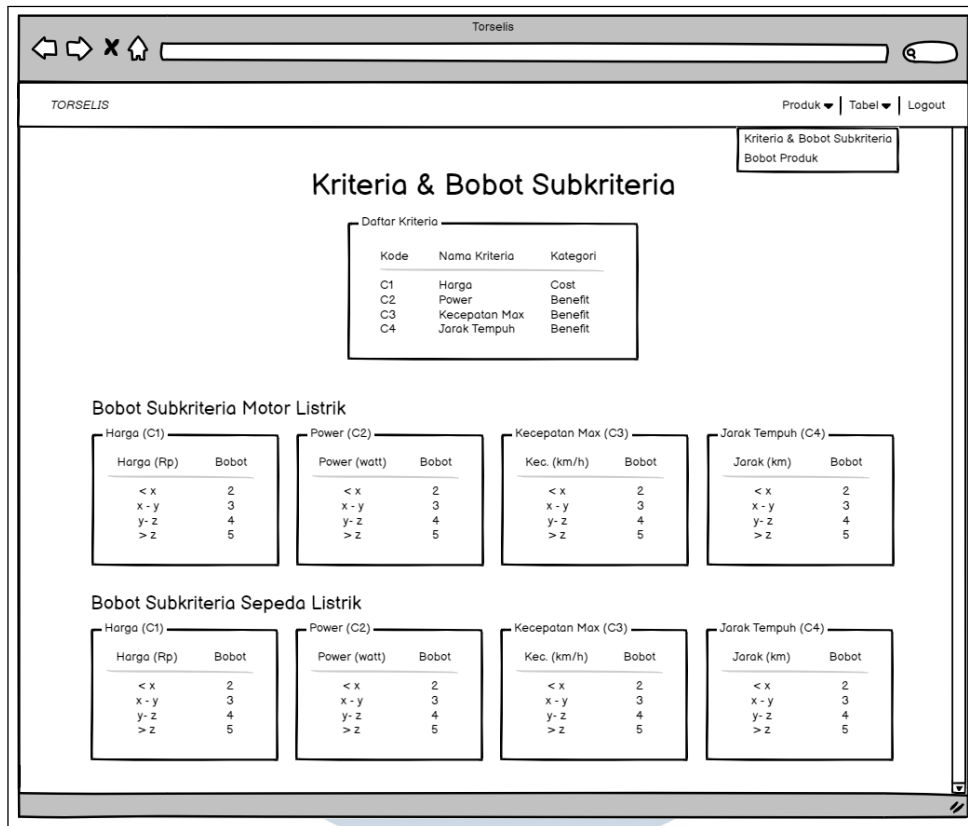 Torselis
TORSELIS
Produk Tabel Logout
Kriteria & Bobot Subkriteria
Bobot Produk
Kriteria & Bobot Subkriteria
Daftar Kriteria
Kode Nama Kriteria Kategori
C1 Harga Cost
C2 Power Benefit
C3 Kecepatan Max Benefit
C4 Jarak Tempuh Benefit
Bobot Subkriteria Motor Listrik
Harga (C1)
Harga (Rp) Bobot
< x 2
x - y 3
y- z 4
> z 5
Power (C2)
Power (watt) Bobot
< x 2
x - y 3
y- z 4
> z 5
Kecepatan Max (C3)
Kec. (km/h) Bobot
< x 2
x - y 3
y- z 4
> z 5
Jarak Tempuh (C4)
Jarak (km) Bobot
< x 2
x - y 3
y- z 4
> z 5
Bobot Subkriteria Sepeda Listrik
Harga (C1)
Harga (Rp) Bobot
< x 2
x - y 3
y- z 4
> z 5
Power (C2)
Power (watt) Bobot
< x 2
x - y 3
y- z 4
> z 5
Kecepatan Max (C3)
Kec. (km/h) Bobot
< x 2
x - y 3
y- z 4
> z 5
Jarak Tempuh (C4)
Jarak (km) Bobot
< x 2
x - y 3
y- z 4
> z 5